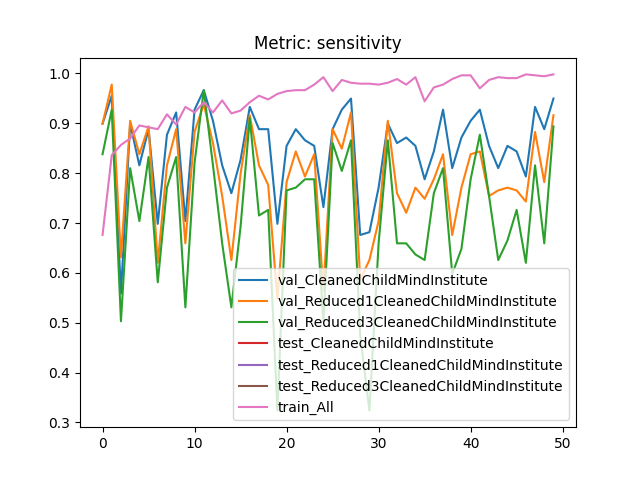 Metric: sensitivity
1.0
0.9
0.8
0.7
0.6
0.5
0.4
0.3
val_CleanedChildMindInstitute
val_Reduced1CleanedChildMindInstitute
val_Reduced3CleanedChildMindInstitute
test_CleanedChildMindInstitute
test_Reduced1CleanedChildMindInstitute
test_Reduced3CleanedChildMindInstitute
train_All
0 10 20 30 40 50